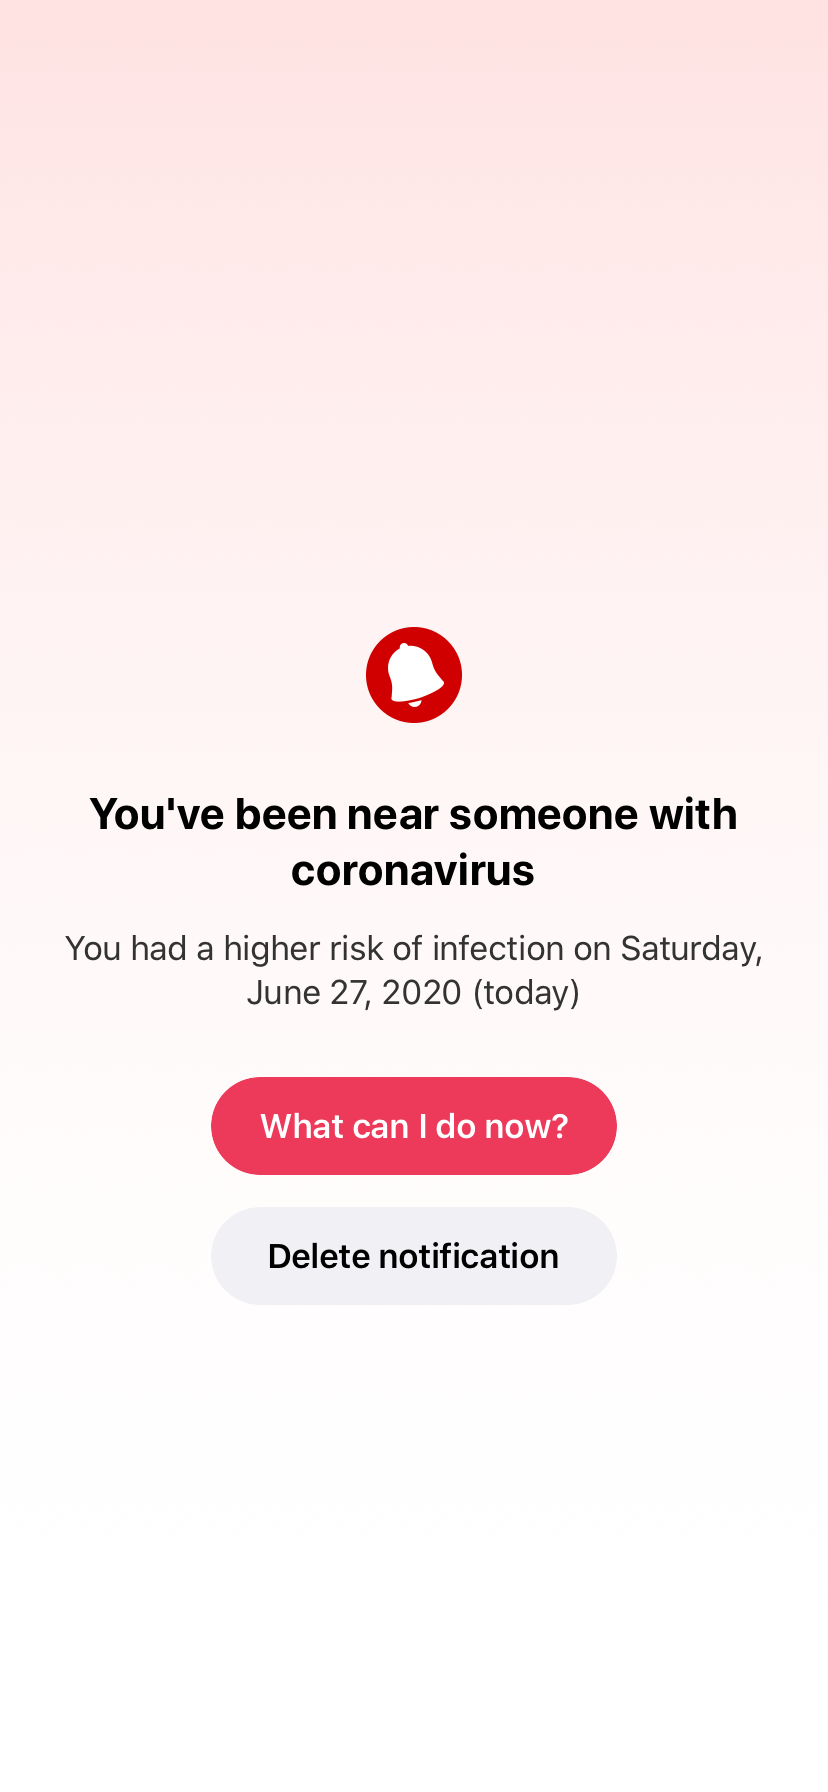 You've been near someone with
coronavirus
You had a higher risk of infection on Saturday,
June 27, 2020 (today)
What can I do now?
Delete notification